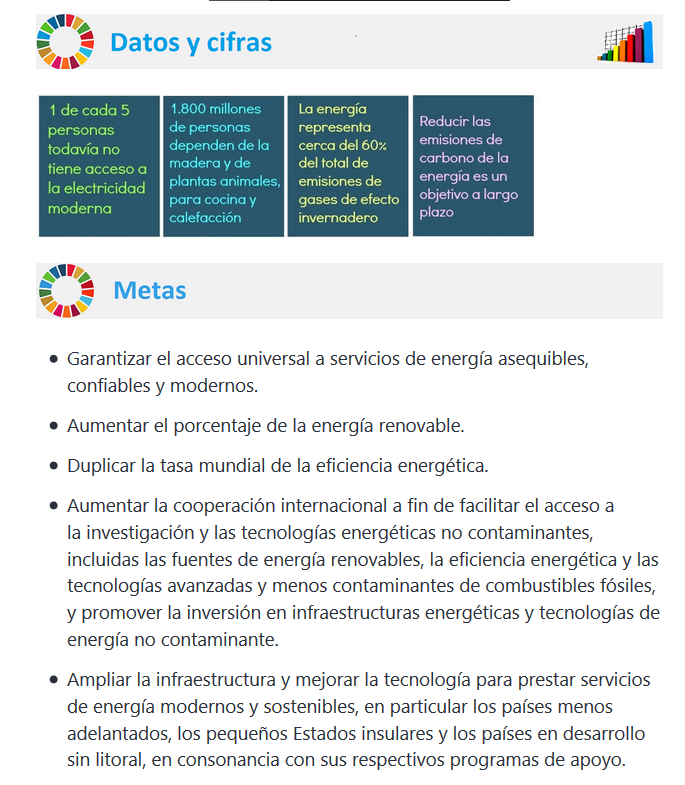 Datos y cifras
1 de cada 5
personas
todavía no
tiene acceso a
la electricidad
moderna
1.800 millones
de personas
dependen de la
madera y de
plantas animales,
para cocina y
calefacción
La energía
representa
cerca del 60%
del total de
emisiones de
gases de efecto
invernadero
Reducir las
emisiones de
carbono de la
energía es un
objetivo a largo
plazo
Metas
• Garantizar el acceso universal a servicios de energía asequibles,
confiables y modernos.
• Aumentar el porcentaje de la energía renovable.
• Duplicar la tasa mundial de la eficiencia energética.
• Aumentar la cooperación internacional a fin de facilitar el acceso a
la investigación y las tecnologías energéticas no contaminantes,
incluidas las fuentes de energía renovables, la eficiencia energética y las
tecnologías avanzadas y menos contaminantes de combustibles fósiles,
y promover la inversión en infraestructuras energéticas y tecnologías de
energía no contaminante.
• Ampliar la infraestructura y mejorar la tecnología para prestar servicios
de energía modernos y sostenibles, en particular los países menos
adelantados, los pequeños Estados insulares y los países en desarrollo
sin litoral, en consonancia con sus respectivos programas de apoyo.